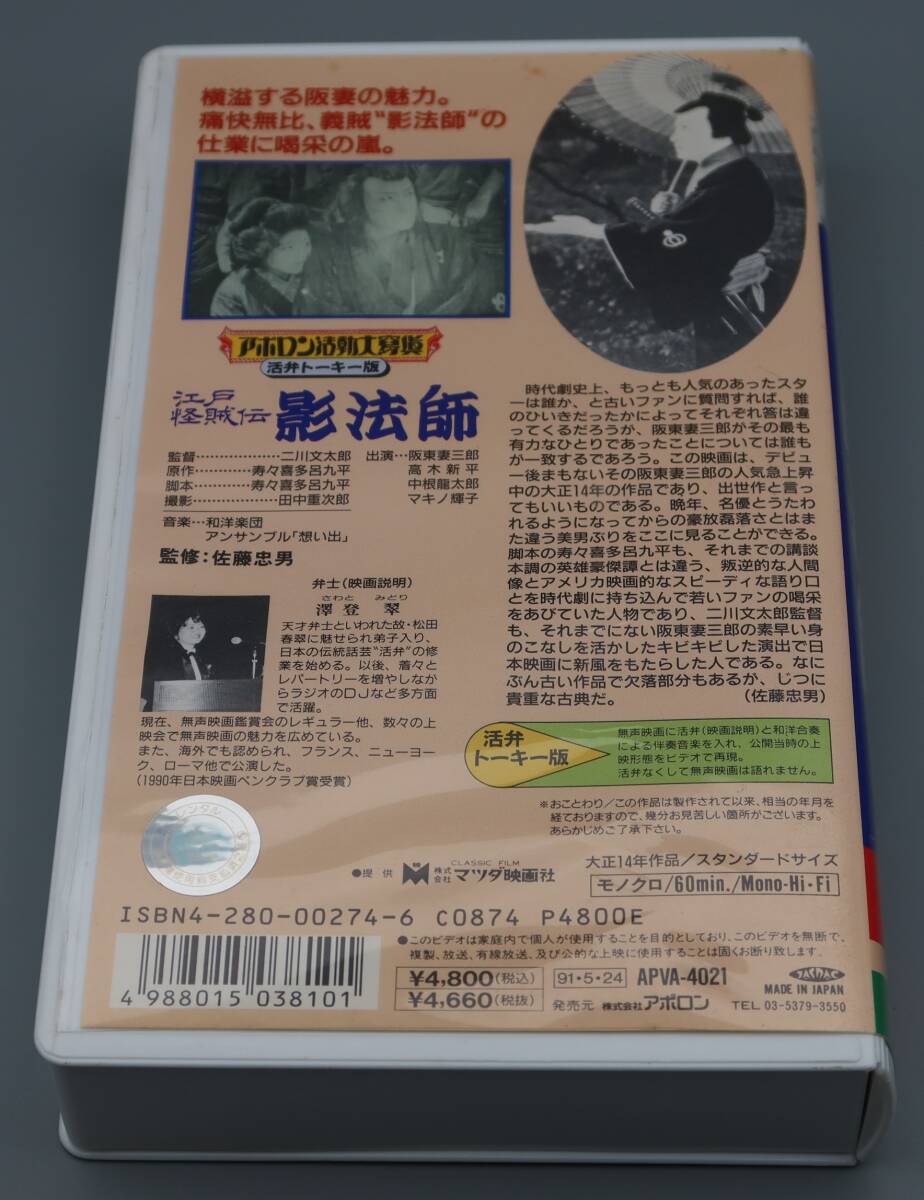 横溢する阪妻の魅力。
痛快無比、義賊“影法師”の
仕業に喝采の嵐。
アポロン活動大寫眞
活弁トーキー版
江戸
怪賊伝 影法師
監督………………二川文太郎
原作…………寿々喜多呂九平
脚本…………寿々喜多呂九平
撮影………………田中重次郎
出演…阪東妻三郎
高木新平
中根龍太郎
マキノ輝子
音楽…和洋楽団
アンサンブル「想い出」
監修:佐藤忠男
弁士(映画説明)
さわと みどり
澤登 翠
天才弁士といわれた故・松田
春翠に魅せられ弟子入り、
日本の伝統話芸“活弁”の修
業を始める。以後、着々と
レパートリーを増やしなが
らラジオのDJなど多方面
で活躍。
現在、無声映画鑑賞会のレギュラー他、数々の上
映会で無声映画の魅力を広めている。
また、海外でも認められ、フランス、ニューヨー
ク、ローマ他で公演した。
(1990年日本映画ペンクラブ賞受賞)
時代劇史上、もっとも人気のあったスタ
ーは誰か、と古いファンに質問すれば、誰
のひいきだったかによってそれぞれ答は違
ってくるだろうが、阪東妻三郎がその最も
有力なひとりであったことについては誰も
が一致するであろう。この映画は、デビュ
ー後まもないその阪東妻三郎の人気急上昇
中の大正14年の作品であり、出世作と言っ
てもいいものである。晩年、名優とうたわ
れるようになってからの豪放磊落さとはま
た違う美男ぶりをここに見ることができる。
脚本の寿々喜多呂九平も、それまでの講談
本調の英雄豪傑譚とは違う、叛逆的な人間
像とアメリカ映画的なスピーディな語り口
とを時代劇に持ち込んで若いファンの喝采
をあびていた人物であり、二川文太郎監督
も、それまでにない阪東妻三郎の素早い身
のこなしを活かしたキビキビした演出で日
本映画に新風をもたらした人である。なに
ぶん古い作品で欠落部分もあるが、じつに
貴重な古典だ。 (佐藤忠男)
活弁
トーキー版
無声映画に活弁(映画説明)と和洋合奏
による伴奏音楽を入れ、公開当時の上
映形態をビデオで再現。
活弁なくして無声映画は語れません。
※おことわり/この作品は製作されて以来、相当の年月を
経ておりますので、幾分お見苦しい箇所がございます。
あらかじめご了承下さい。
レンタル
●提供
CLASSIC FILM
株式会社 マツダ映画社
大正14年作品/スタンダードサイズ
モノクロ/60min./Mono-Hi・Fi
ISBN4-280-00274-6 C0874 P4800E
●このビデオは家庭内で個人が使用することを目的としており、このビデオを無断で、
複製、放送、有線放送、及び公的な上映に使用することは固くお断り致します。
4 988015 038101
¥4,800(税込)
¥4,660(税抜)
91・5・24 APVA-4021
発売元 株式会社アポロン
MADE IN JAPAN
TEL 03-5379-3550